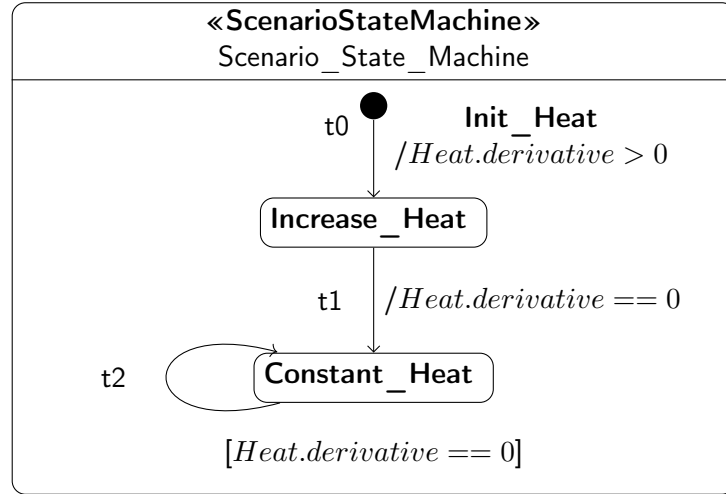 «ScenarioStateMachine»
Scenario_State_Machine
t0
Init_Heat
/Heat.derivative > 0
Increase_Heat
t1
/Heat.derivative == 0
Constant_Heat
t2
[Heat.derivative == 0]